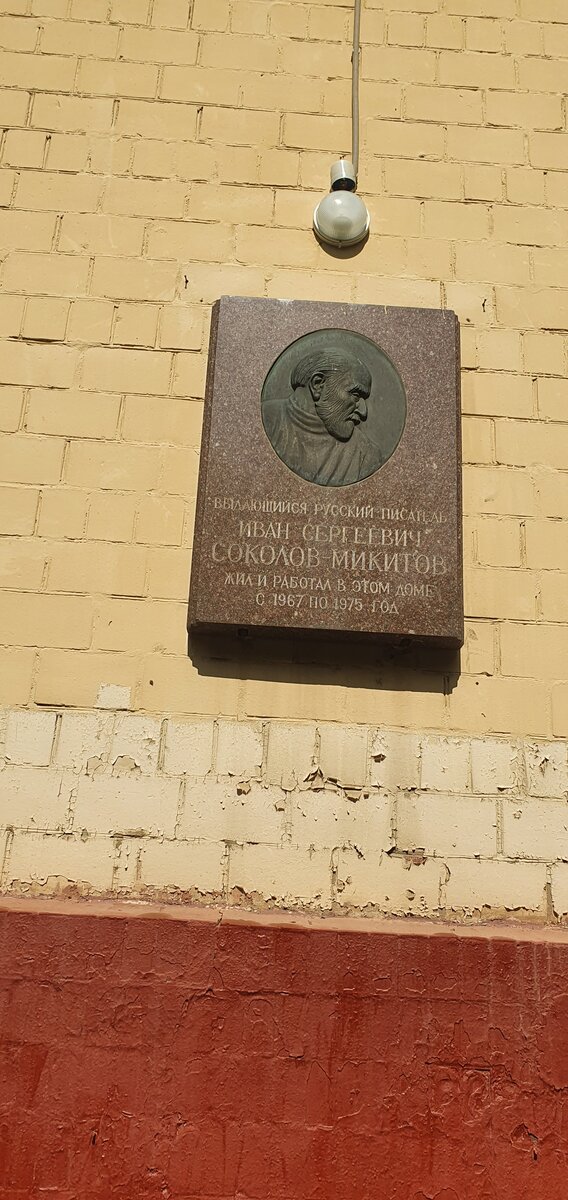 ВЫДАЮЩИЙСЯ РУССКИЙ ПИСАТЕЛЬ
ИВАН СЕРГЕЕВИЧ
СОКОЛОВ-МИКИТОВ
ЖИЛ И РАБОТАЛ В ЭТОМ ДОМЕ
С 1967 ПО 1975 ГОД